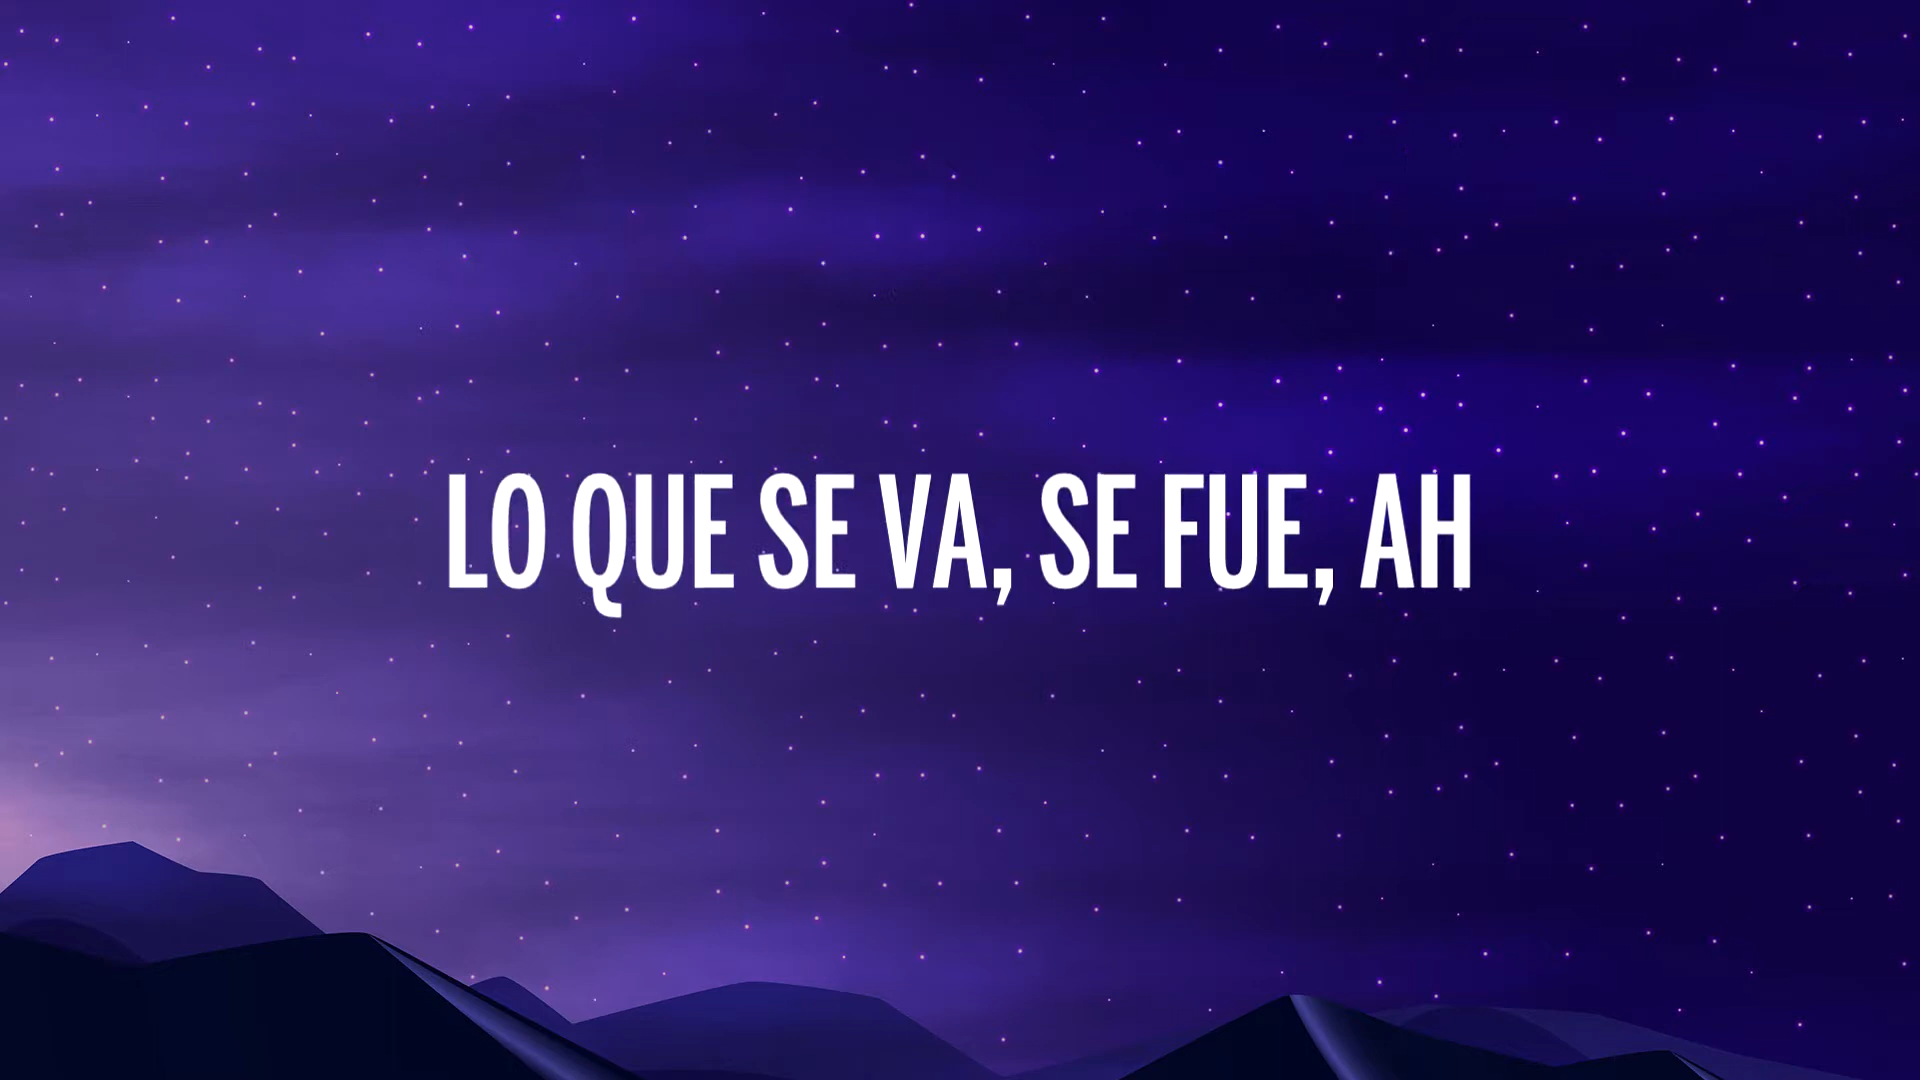 LO QUE SE VA, SE FUE, AH